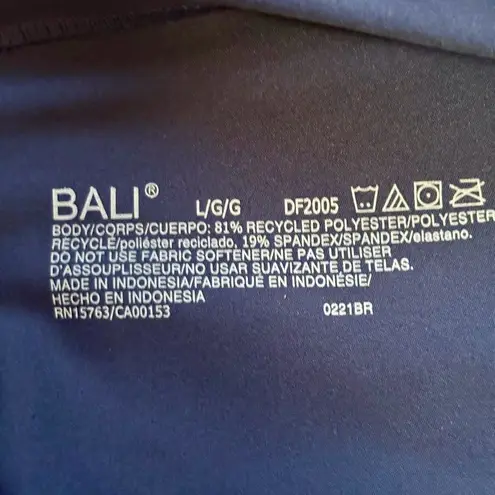 BALI® L/G/G DF2005
BODY/CORPS/CUERPO: 81% RECYCLED POLYESTER/POLYESTER
RECYCLÉ/poliéster reciclado, 19% SPANDEX/SPANDEX/elastano.
DO NOT USE FABRIC SOFTENER/NE PAS UTILISER
D'ASSOUPLISSEUR/NO USAR SUAVIZANTE DE TELAS.
MADE IN INDONESIA/FABRIQUÉ EN INDONÉSIE/
HECHO EN INDONESIA
RN15763/CA00153 0221BR